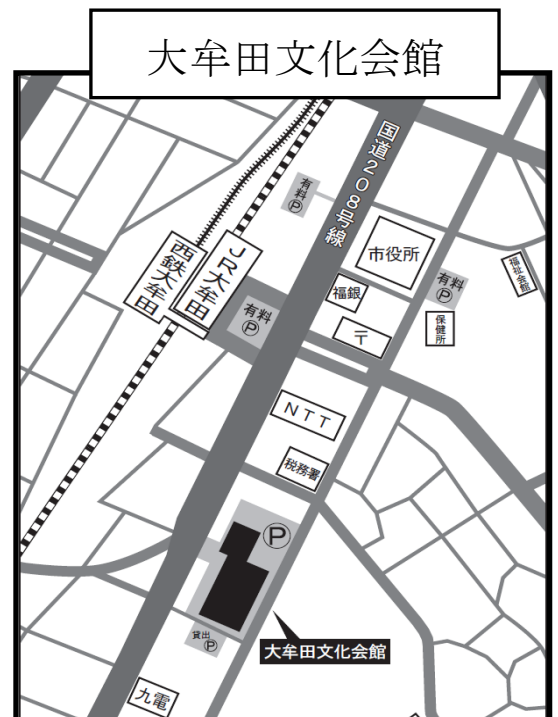 大牟田文化会館
国道208号線
有料
P
市役所
福祉会館
西鉄大牟田
JR大牟田
有料
P
福銀
有料
P
保健所
〒
NTT
税務署
P
貸出
P
大牟田文化会館
九電